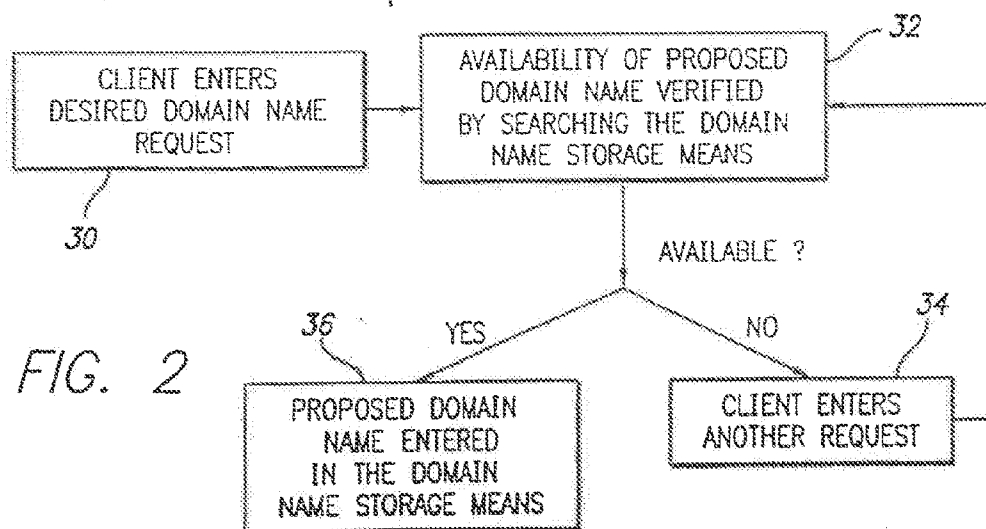 32
CLIENT ENTERS
DESIRED DOMAIN NAME
REQUEST
30
AVAILABILITY OF PROPOSED
DOMAIN NAME VERIFIED
BY SEARCHING THE DOMAIN
NAME STORAGE MEANS
AVAILABLE ?
YES
NO
36
34
FIG. 2
PROPOSED DOMAIN
NAME ENTERED
IN THE DOMAIN
NAME STORAGE MEANS
CLIENT ENTERS
ANOTHER REQUEST